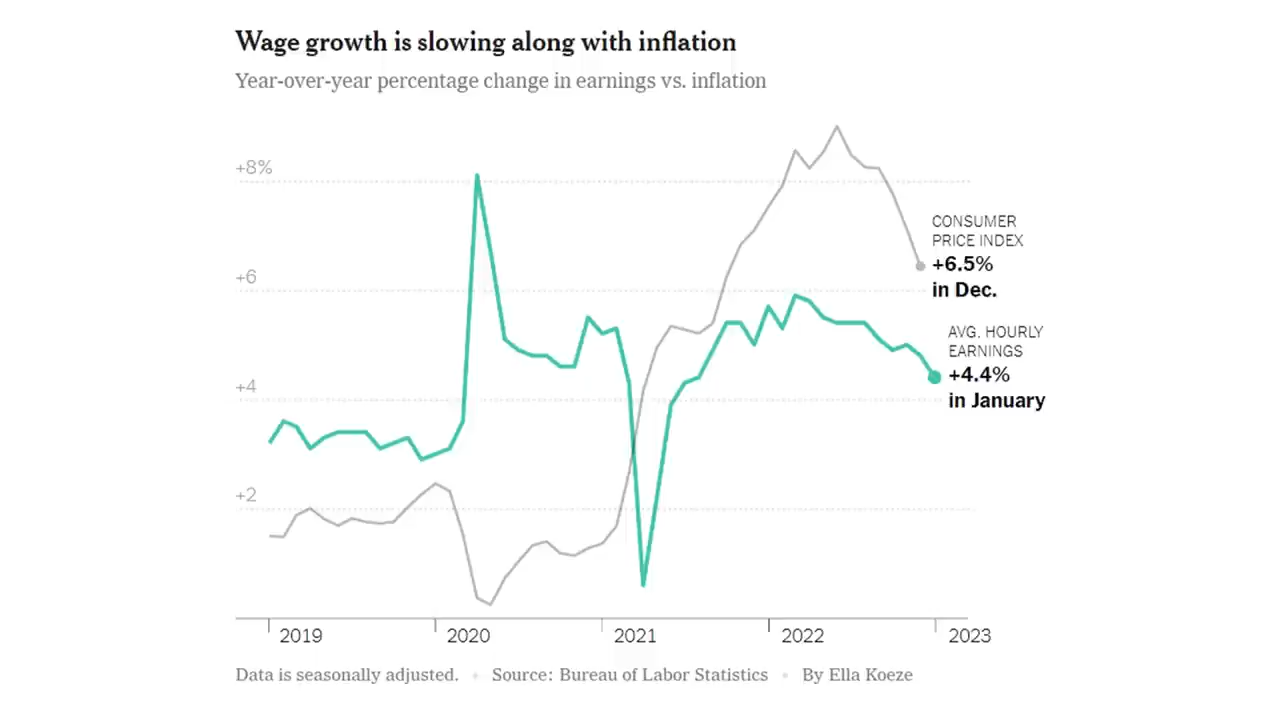 Wage growth is slowing along with inflation
Year-over-year percentage change in earnings vs. inflation
+8%
+6
+4
+2
CONSUMER
PRICE INDEX
+6.5%
in Dec.
AVG. HOURLY
EARNINGS
+4.4%
in January
2019 2020 2021 2022 2023
Data is seasonally adjusted. • Source: Bureau of Labor Statistics • By Ella Koeze